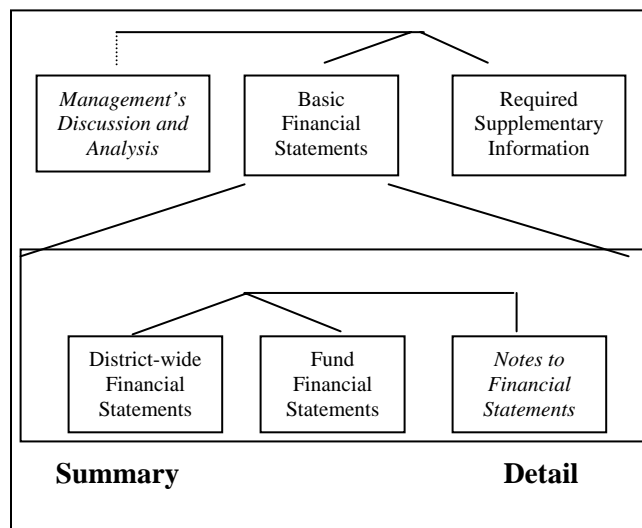 Management's
Discussion and
Analysis
Basic
Financial
Statements
Required
Supplementary
Information
District-wide
Financial
Statements
Fund
Financial
Statements
Notes to
Financial
Statements
Summary
Detail